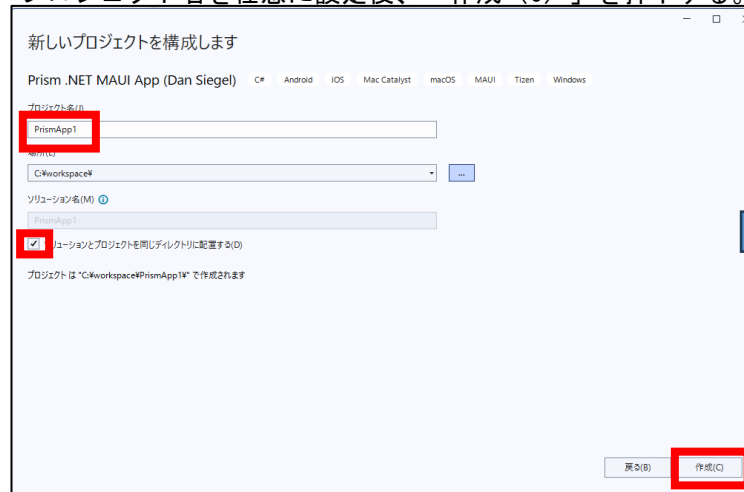 新しいプロジェクトを構成します
Prism .NET MAUI App (Dan Siegel) C# Android iOS Mac Catalyst macOS MAUI Tizen Windows
プロジェクト名(J)
PrismApp1
C:¥workspace¥
...
ソリューション名(M)
PrismApp1
ューションとプロジェクトを同じディレクトリに配置する(D)
プロジェクト は "C:¥workspace¥PrismApp1¥" で作成されます
戻る(B) 作成(C)